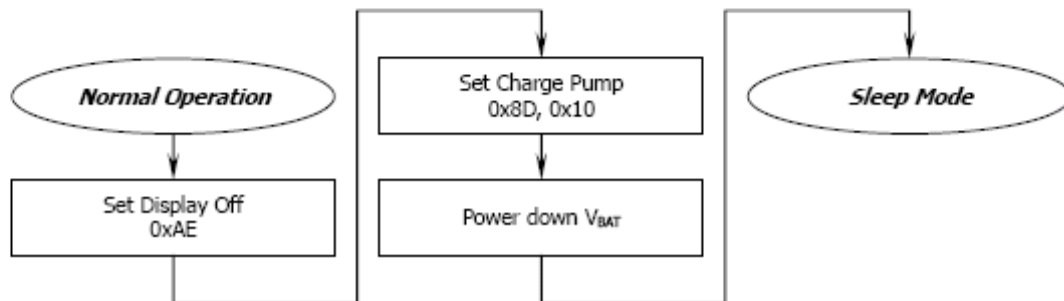 Normal Operation
Set Display Off
0xAE
Set Charge Pump
0x8D, 0x10
Power down VBAT
Sleep Mode